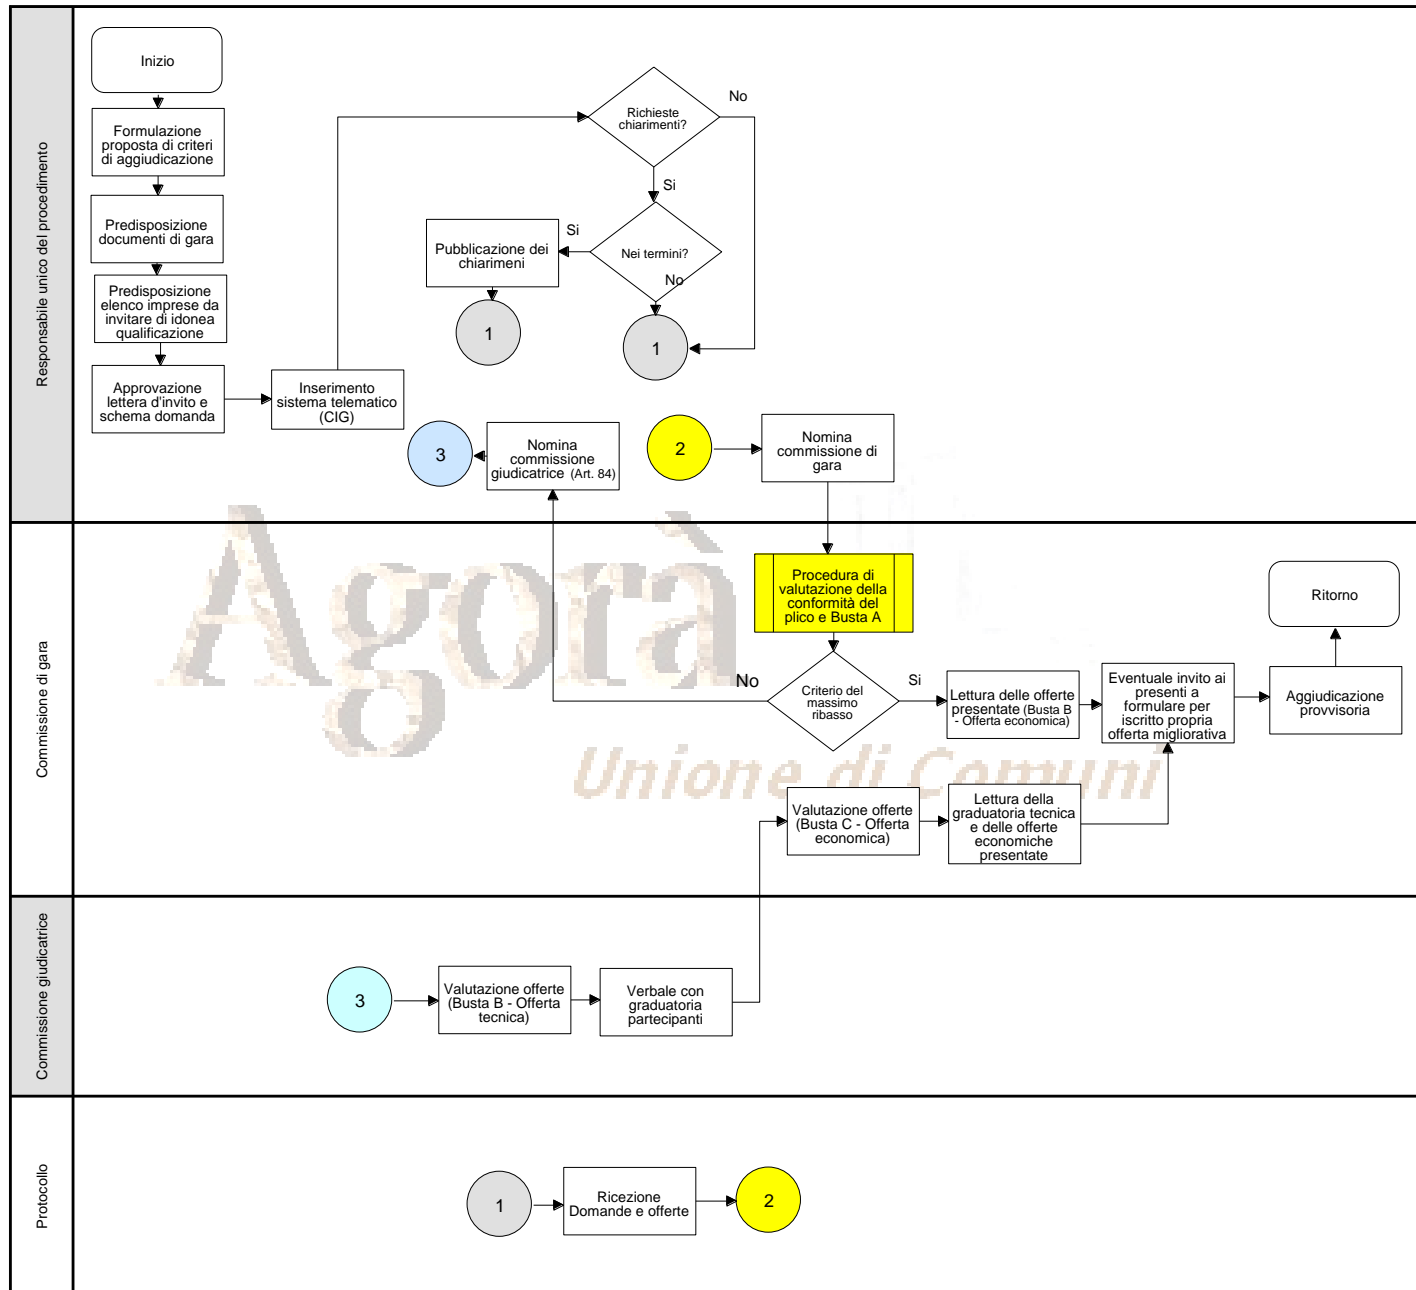 Responsabile unico del procedimento
Inizio
Formulazione
proposta di criteri
di aggiudicazione
Predisposizione
documenti di gara
Predisposizione
elenco imprese da
invitare di idonea
qualificazione
Approvazione
lettera d'invito e
schema domanda
Inserimento
sistema telematico
(CIG)
Richieste
chiarimenti?
No
Si
Nei termini?
Si
No
Pubblicazione dei
chiarimeni
1
1
3
Nomina
commissione
giudicatrice (Art. 84)
2
Nomina
commissione di
gara
Commissione di gara
Agorà
Unione di Comuni
Procedura di
valutazione della
conformità del
plico e Busta A
Criterio del
massimo
ribasso
No
Si
Lettura delle offerte
presentate (Busta B
- Offerta economica)
Eventuale invito ai
presenti a
formulare per
iscritto propria
offerta migliorativa
Aggiudicazione
provvisoria
Ritorno
Valutazione offerte
(Busta C - Offerta
economica)
Lettura della
graduatoria tecnica
e delle offerte
economiche
presentate
Commissione giudicatrice
3
Valutazione offerte
(Busta B - Offerta
tecnica)
Verbale con
graduatoria
partecipanti
Protocollo
1
Ricezione
Domande e offerte
2